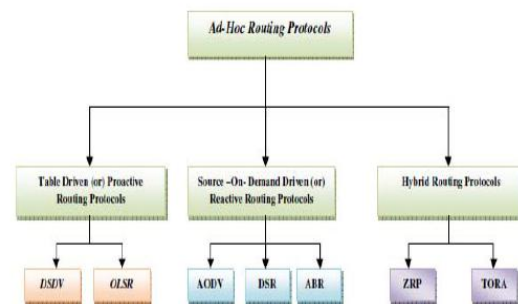 Ad-Hoc Routing Protocols
Table Driven (or) Proactive
Routing Protocols
Source –On- Demand Driven (or)
Reactive Routing Protocols
Hybrid Routing Protocols
DSDV
OLSR
AODV
DSR
ABR
ZRP
TORA